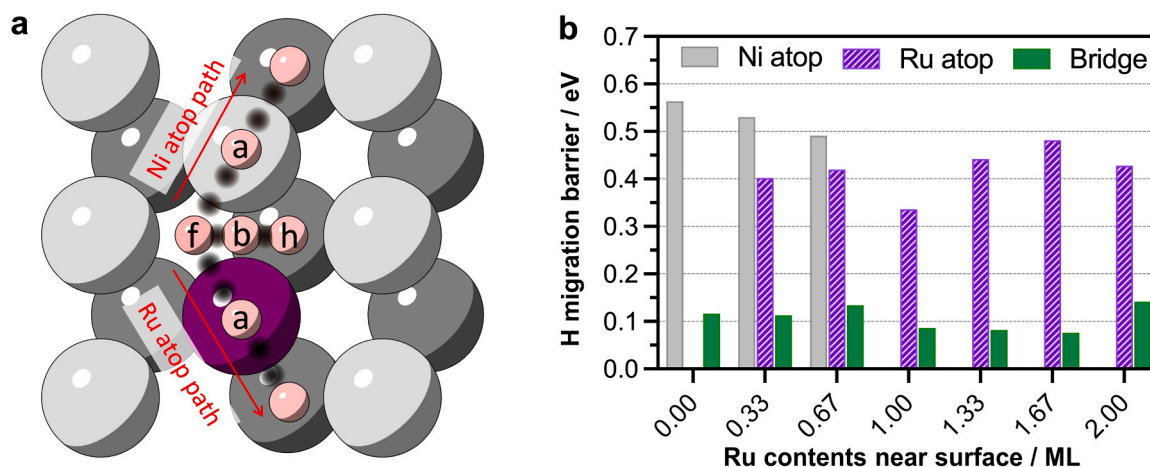 a
Ni atop path
a
f b h
a
Ru atop path
b
H migration barrier / eV
0.7
0.6
0.5
0.4
0.3
0.2
0.1
0.0
Ni atop
Ru atop
Bridge
0.00 0.33 0.67 1.00 1.33 1.67 2.00
Ru contents near surface / ML